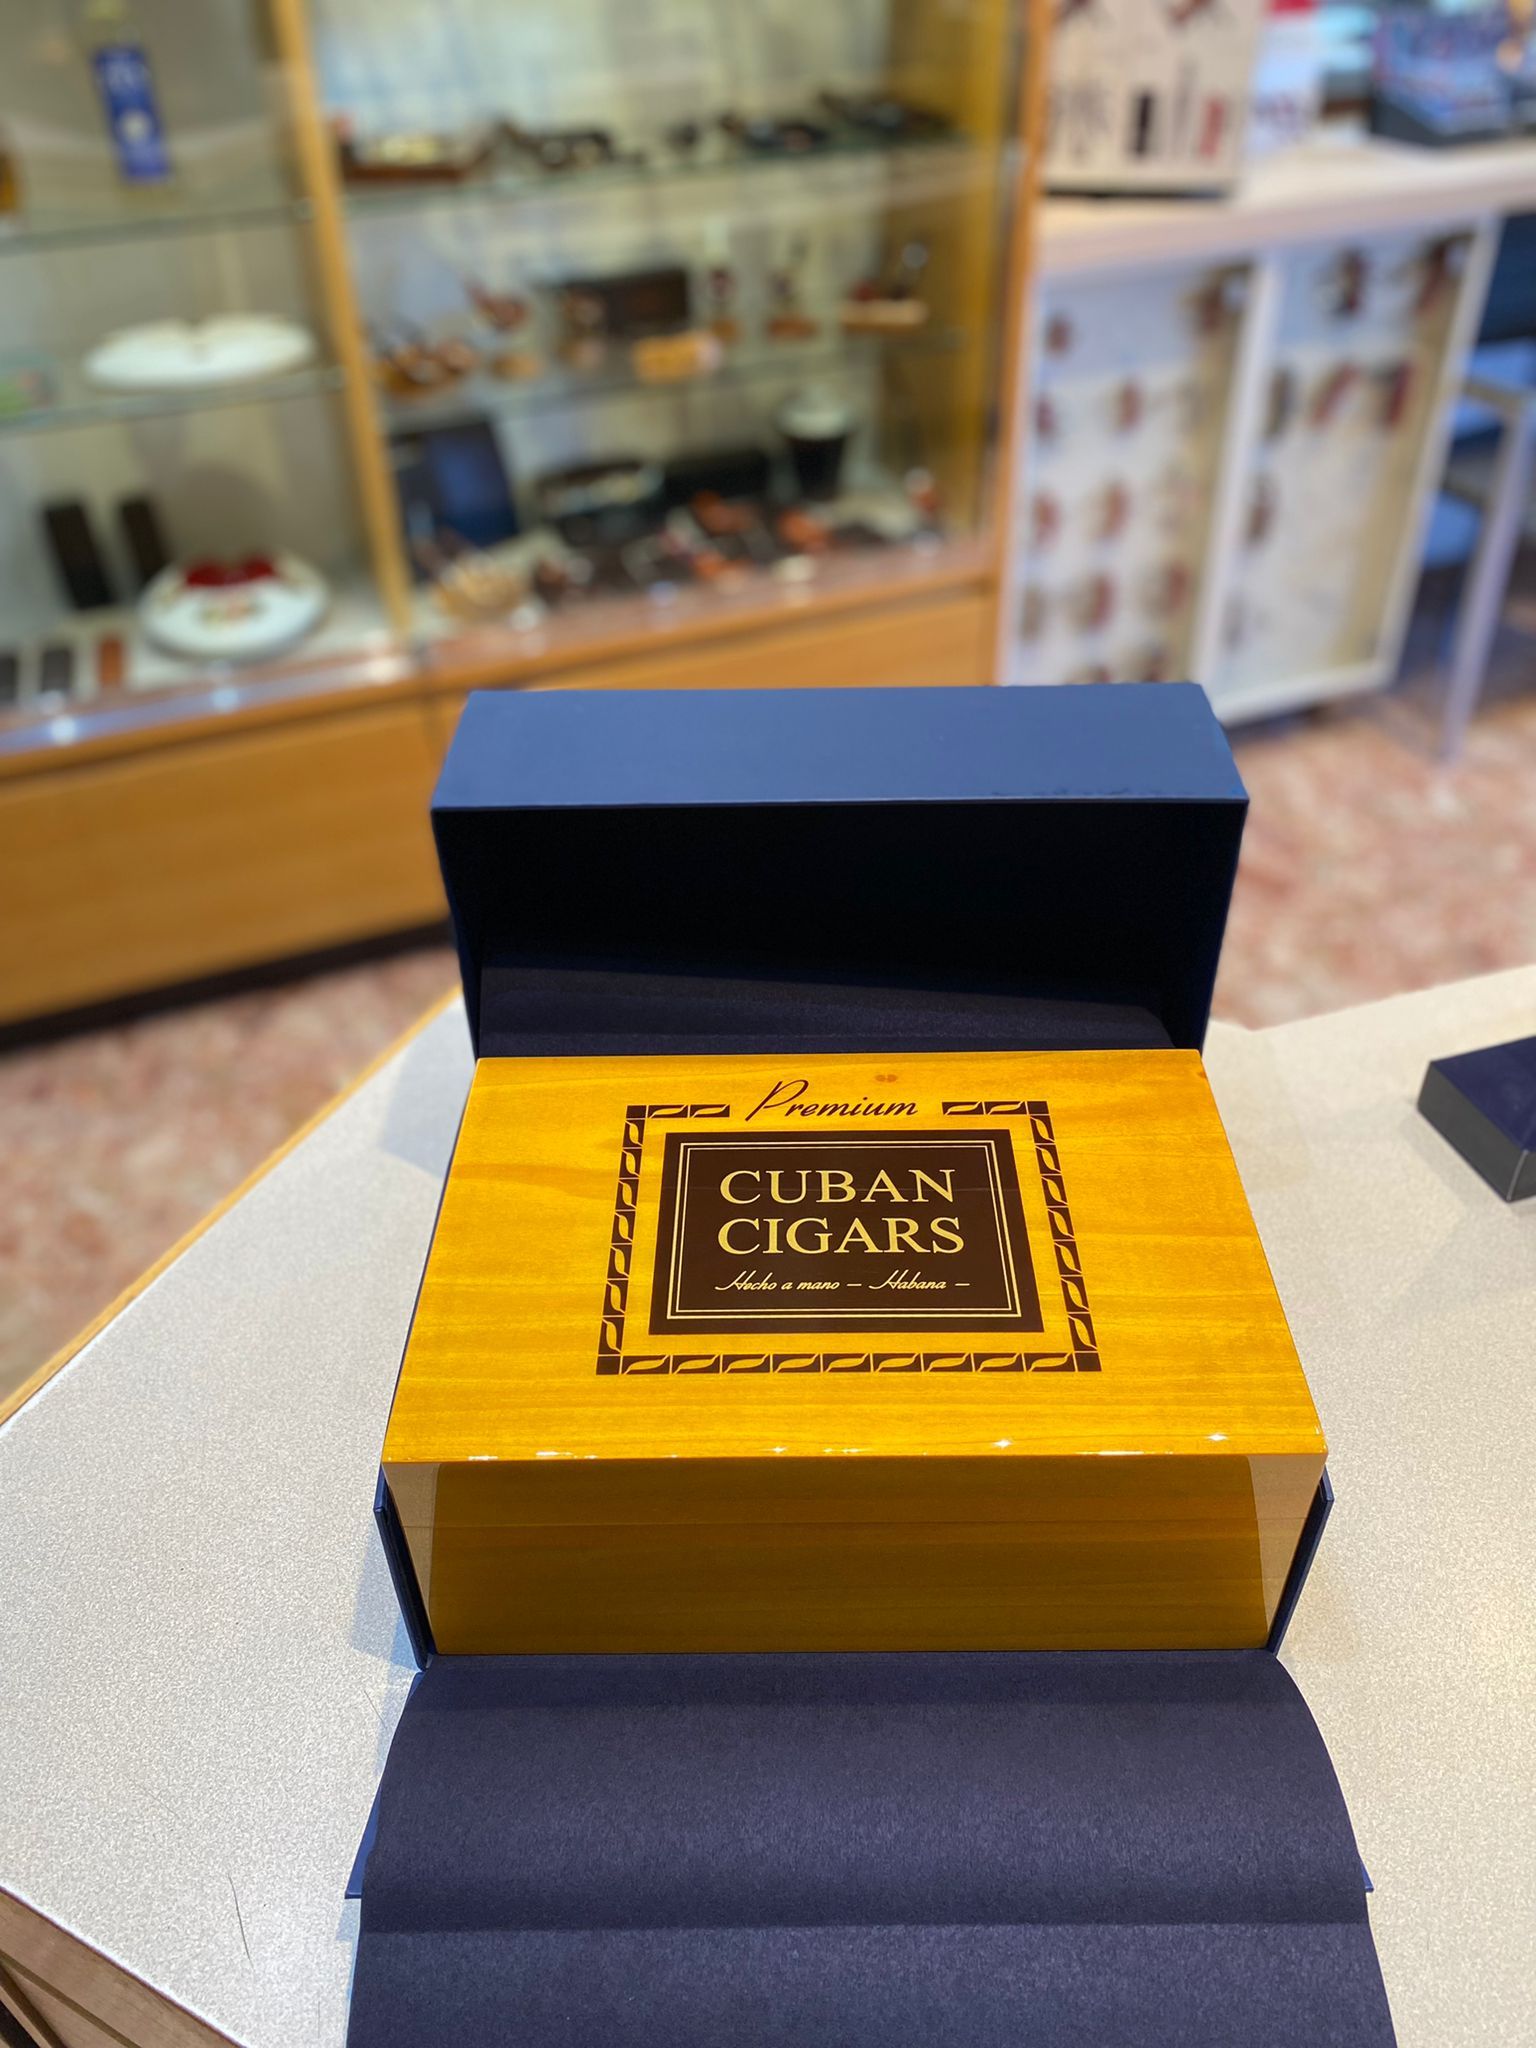 Premium
CUBAN
CIGARS
Hecho a mano – Habana –